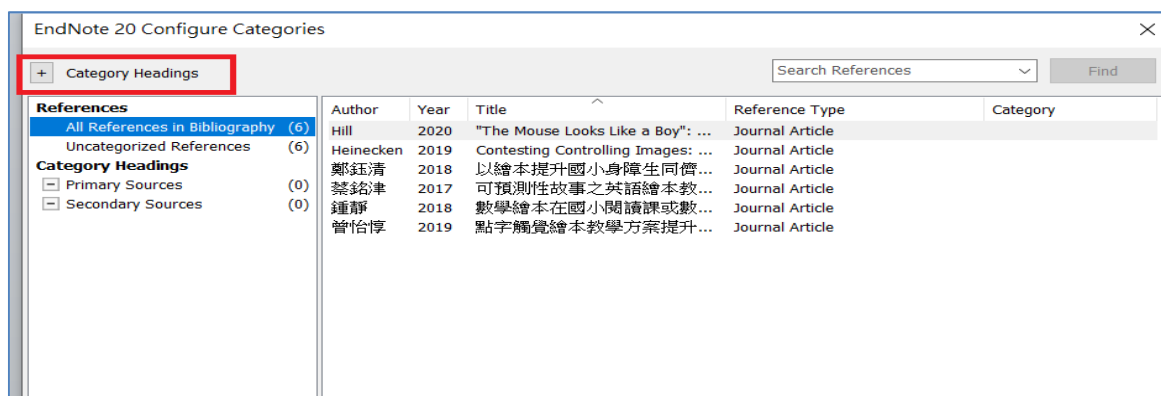 EndNote 20 Configure Categories
+ Category Headings
Search References
Find
References
All References in Bibliography (6)
Uncategorized References (6)
Category Headings
Primary Sources (0)
Secondary Sources (0)
Author Year Title Reference Type Category
Hill 2020 "The Mouse Looks Like a Boy": ... Journal Article
Heinecken 2019 Contesting Controlling Images: ... Journal Article
鄭鈺清 2018 以繪本提升國小身障生同儕... Journal Article
蔡銘津 2017 可預測性故事之英語繪本教... Journal Article
鍾靜 2018 數學繪本在國小閱讀課或數... Journal Article
曾怡惇 2019 點字觸覺繪本教學方案提升... Journal Article